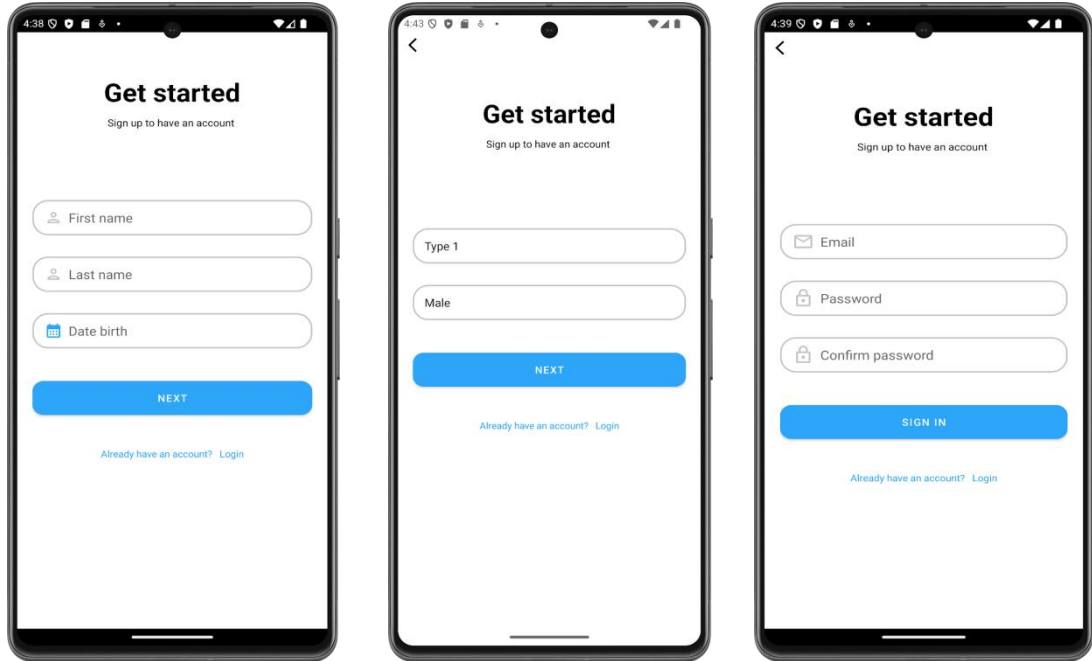 4:38
Get started
Sign up to have an account
First name
Last name
Date birth
NEXT
Already have an account? Login
4:43
Get started
Sign up to have an account
Type 1
Male
NEXT
Already have an account? Login
4:39
Get started
Sign up to have an account
Email
Password
Confirm password
SIGN IN
Already have an account? Login